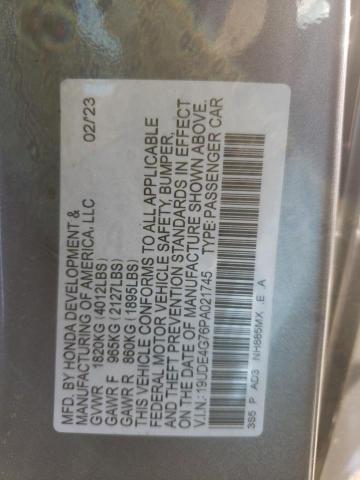 MFD. BY HONDA DEVELOPMENT & 02/'23
MANUFACTURING OF AMERICA, LLC
GVWR 1820KG(4012LBS)
GAWR F 965KG(2127LBS)
GAWR R 860KG(1895LBS)
THIS VEHICLE CONFORMS TO ALL APPLICABLE
FEDERAL MOTOR VEHICLE SAFETY, BUMPER,
AND THEFT PREVENTION STANDARDS IN EFFECT
ON THE DATE OF MANUFACTURE SHOWN ABOVE.
V.I.N.: 19UDE4G76PA021745 TYPE: PASSENGER CAR
3S5 P AD3 NH885MX E A